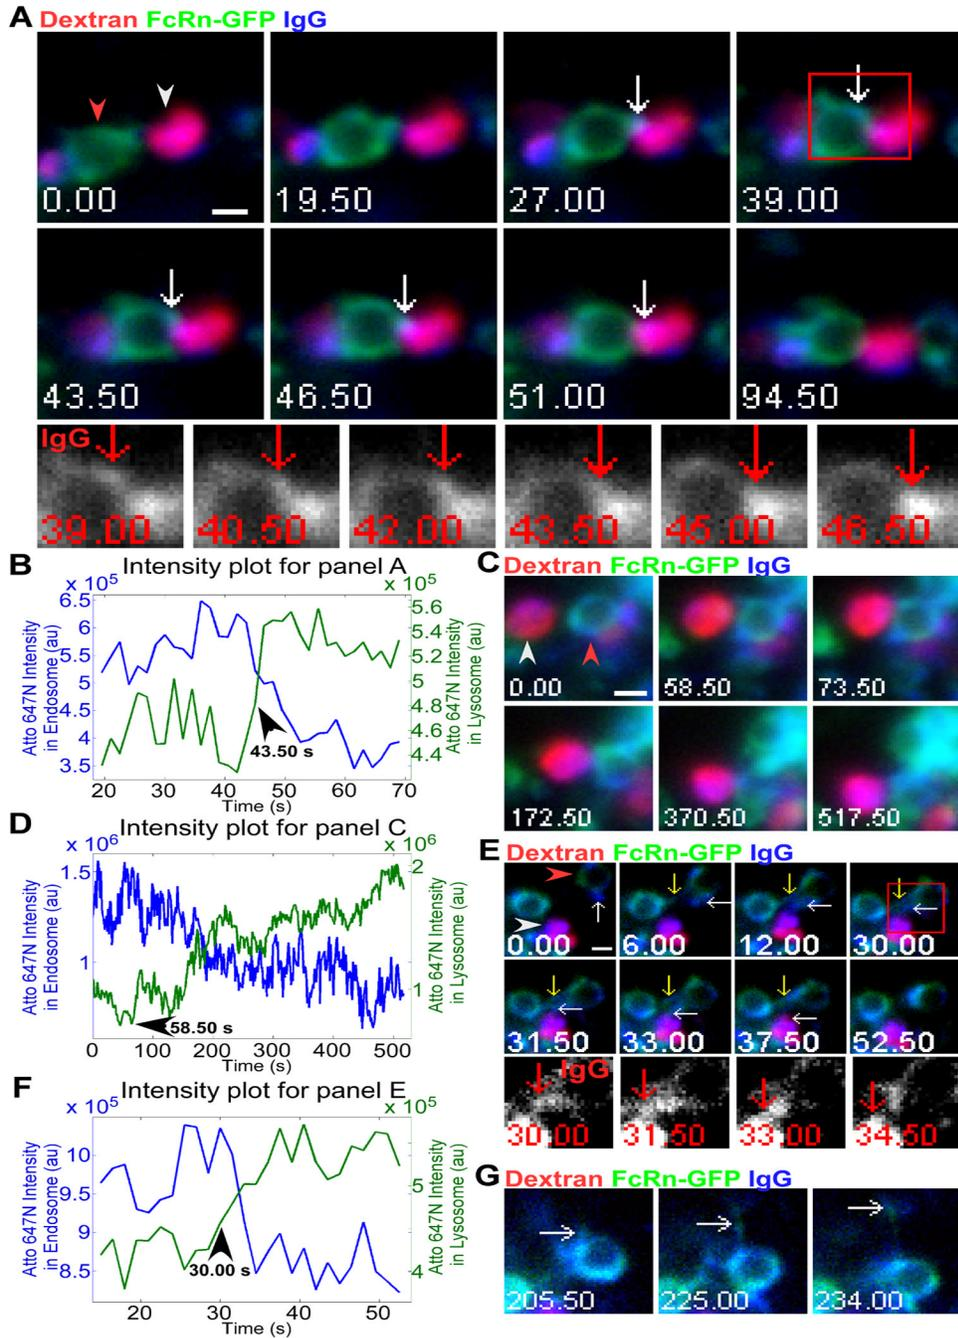 A Dextran FcRn-GFP IgG
0.00 19.50 27.00 39.00
43.50 46.50 51.00 94.50
IgG
39.00 40.50 42.00 43.50 45.00 46.50
B Intensity plot for panel A
x 10^5 x 10^5
Atto 647N Intensity
in Endosome (au)
6.5
6
5.5
5
4.5
4
3.5
5.6
5.4
5.2
5
4.8
4.6
4.4
Atto 647N Intensity
in Lysosome (au)
43.50 s
20 30 40 50 60 70
Time (s)
C Dextran FcRn-GFP IgG
0.00 58.50 73.50
172.50 370.50 517.50
D Intensity plot for panel C
x 10^6 x 10^6
Atto 647N Intensity
in Endosome (au)
1.5
1
2
1
Atto 647N Intensity
in Lysosome (au)
58.50 s
0 100 200 300 400 500
Time (s)
E Dextran FcRn-GFP IgG
0.00 6.00 12.00 30.00
31.50 33.00 37.50 52.50
IgG
30.00 31.50 33.00 34.50
F Intensity plot for panel E
x 10^5 x 10^5
Atto 647N Intensity
in Endosome (au)
10
9.5
9
8.5
5
4
Atto 647N Intensity
in Lysosome (au)
30.00 s
20 30 40 50
Time (s)
G Dextran FcRn-GFP IgG
205.50 225.00 234.00